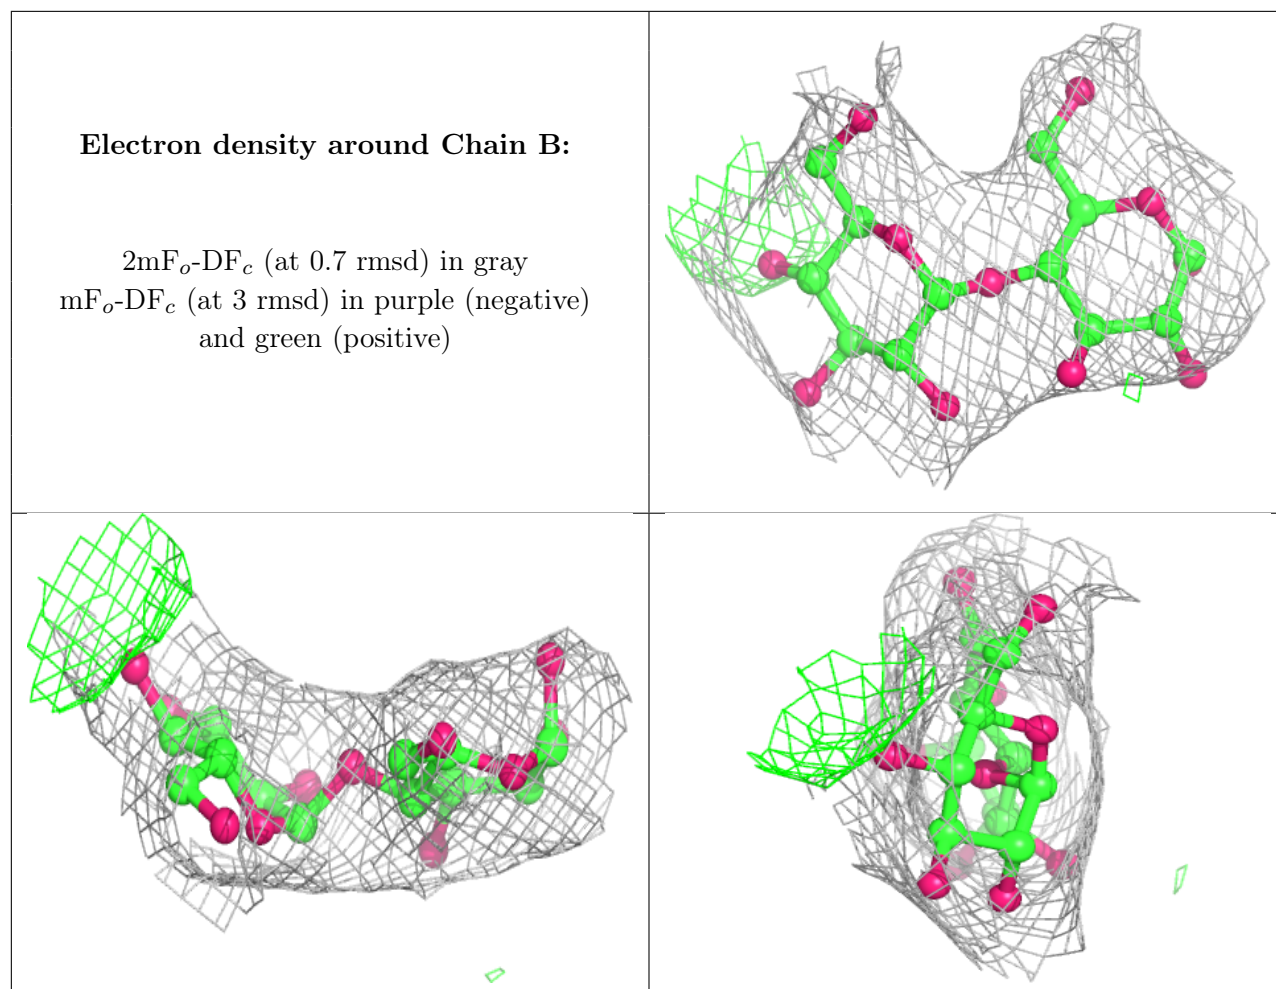 Electron density around Chain B:
2mFₒ-DF𝒸 (at 0.7 rmsd) in gray
mFₒ-DF𝒸 (at 3 rmsd) in purple (negative)
and green (positive)